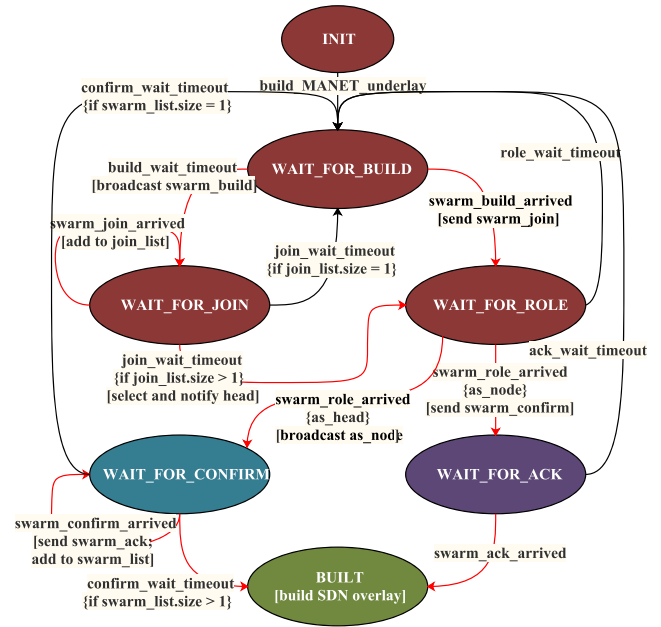 INIT
confirm_wait_timeout
{if swarm_list.size = 1}
build_MANET_underlay
role_wait_timeout
build_wait_timeout
[broadcast swarm_build]
WAIT_FOR_BUILD
swarm_build_arrived
[send swarm_join]
swarm_join_arrived
[add to join_list]
join_wait_timeout
{if join_list.size = 1}
WAIT_FOR_JOIN
WAIT_FOR_ROLE
join_wait_timeout
{if join_list.size > 1}
[select and notify head]
ack_wait_timeout
swarm_role_arrived
{as_node}
[send swarm_confirm]
swarm_role_arrived
{as_head}
[broadcast as_node
WAIT_FOR_CONFIRM
WAIT_FOR_ACK
swarm_confirm_arrived
[send swarm_ack;
add to swarm_list]
swarm_ack_arrived
confirm_wait_timeout
{if swarm_list.size > 1}
BUILT
[build SDN overlay]